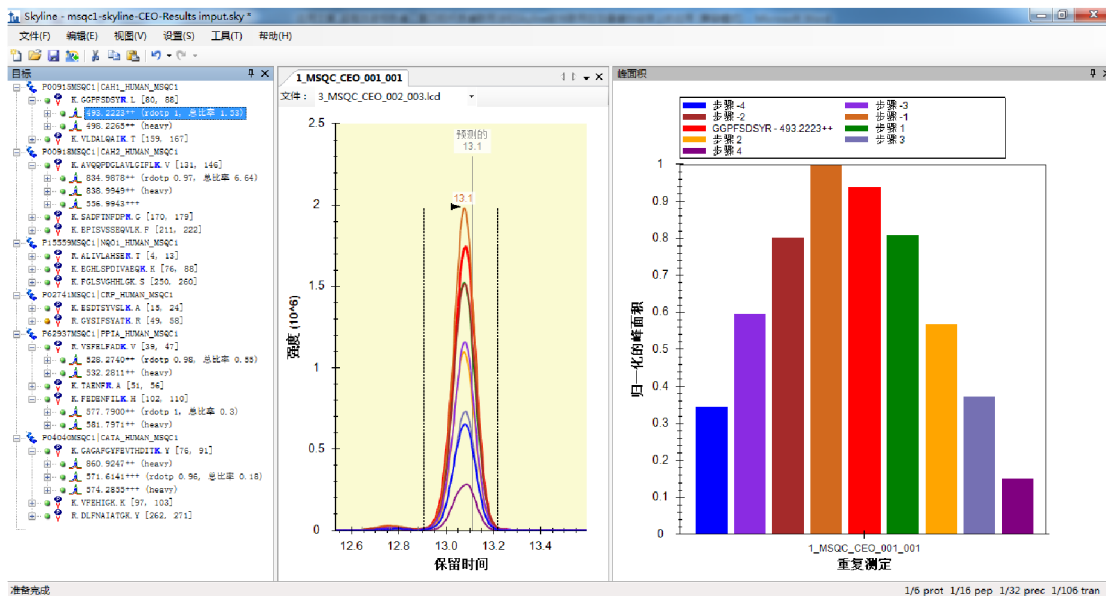 Skyline - msqc1-skyline-CEO-Results imput.sky *
文件(F) 编辑(E) 视图(V) 设置(S) 工具(T) 帮助(H)
目标
P00915MSQC1|CAH1_HUMAN_MSQC1
K.GGPFSDSYR.L [80, 88]
493.2223++ (rdotp 1, 总比率 1.53)
498.2265++ (heavy)
K.VLDALQAIK.T [159, 167]
P00918MSQC1|CAH2_HUMAN_MSQC1
K.AVQQPDGLAVLGIFLK.V [131, 146]
834.9878++ (rdotp 0.97, 总比率 6.64)
838.9949++ (heavy)
556.9943+++
K.SADFTNFDPR.G [170, 179]
K.EPISVSSEQVLK.F [211, 222]
P15559MSQC1|NQO1_HUMAN_MSQC1
K.ALIVLAHSER.T [4, 13]
K.EGHLSPDIVAEQK.K [76, 88]
K.FGLSVGHHLGK.S [250, 260]
P02741MSQC1|CRP_HUMAN_MSQC1
K.ESDTSYVSLK.A [15, 24]
K.GYSIFSYATK.R [49, 58]
P62937MSQC1|PPIA_HUMAN_MSQC1
K.VSFELFADK.V [39, 47]
528.2740++ (rdotp 0.98, 总比率 0.55)
532.2811++ (heavy)
K.TAENFR.A [51, 56]
K.FEDENFILK.H [102, 110]
577.7900++ (rdotp 1, 总比率 0.3)
581.7971++ (heavy)
P04040MSQC1|CATA_HUMAN_MSQC1
K.GAGAFGYFEVTHDITK.Y [76, 91]
860.9247++ (heavy)
571.6141+++ (rdotp 0.96, 总比率 0.18)
574.2855+++ (heavy)
K.VFEHIGK.K [97, 103]
R.DLFNAIATGK.Y [262, 271]
1_MSQC_CEO_001_001
文件: 3_MSQC_CEO_002_003.lcd
预测的
13.1
13.1
强度 (10^6)
2.5
2
1.5
1
0.5
0
12.6 12.8 13.0 13.2 13.4
保留时间
峰面积
步骤 -4
步骤 -2
GGPFSDSYR - 493.2223++
步骤 2
步骤 4
步骤 -3
步骤 -1
步骤 1
步骤 3
归一化的峰面积
1
0.9
0.8
0.7
0.6
0.5
0.4
0.3
0.2
0.1
0
1_MSQC_CEO_001_001
重复测定
准备完成
1/6 prot 1/16 pep 1/32 prec 1/106 tran